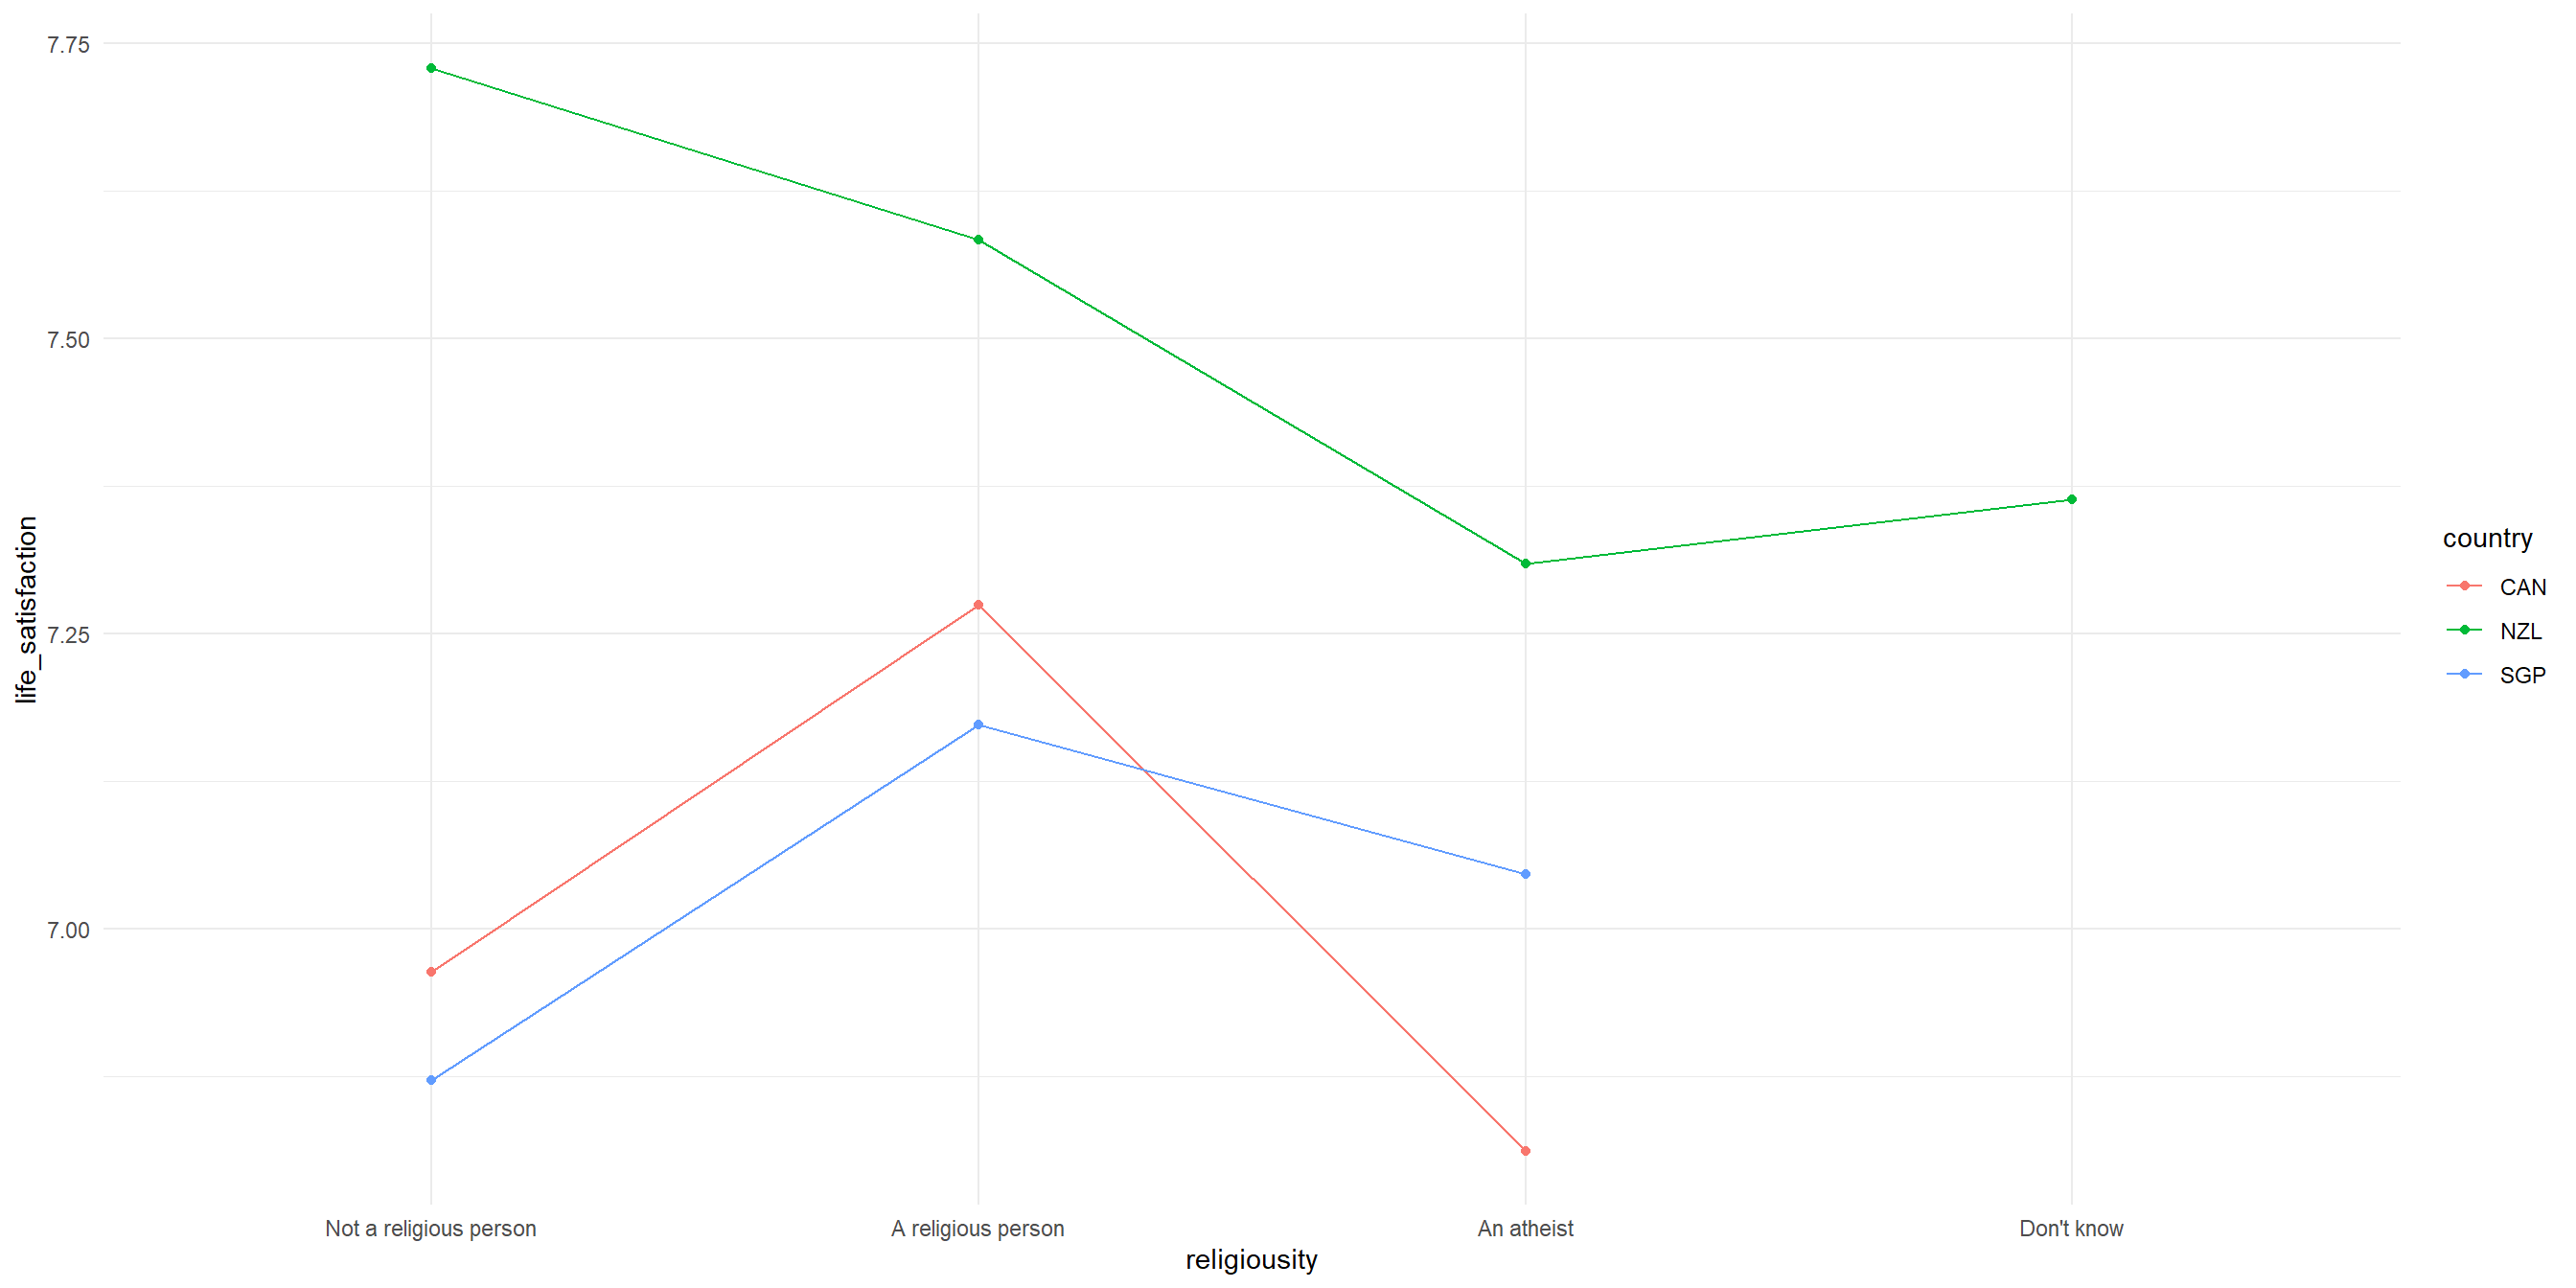 7.75
7.50
7.25
7.00
life_satisfaction
Not a religious person
A religious person
An atheist
Don't know
religiousity
country
CAN
NZL
SGP